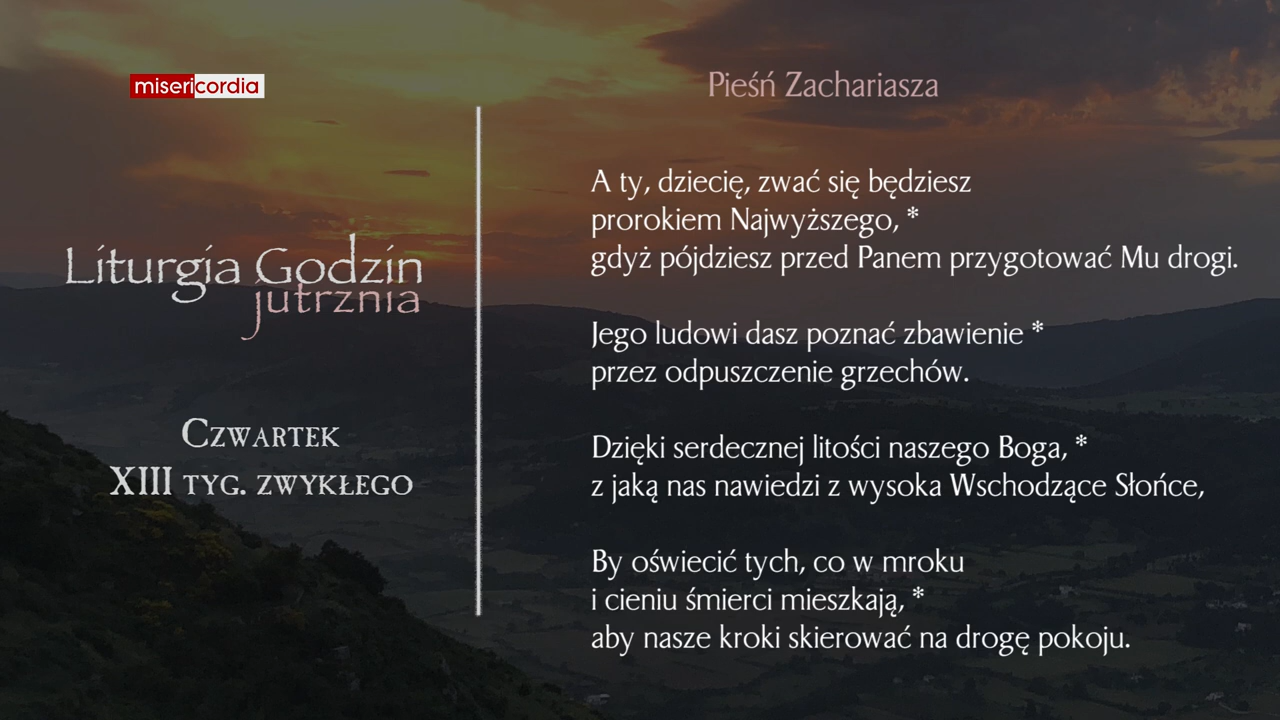 misericordia
Liturgia Godzin
jutrznia
Czwartek
XIII tyg. zwykłego
Pieśń Zachariasza
A ty, dziecię, zwać się będziesz
prorokiem Najwyższego, *
gdyż pójdziesz przed Panem przygotować Mu drogi.
Jego ludowi dasz poznać zbawienie *
przez odpuszczenie grzechów.
Dzięki serdecznej litości naszego Boga, *
z jaką nas nawiedzi z wysoka Wschodzące Słońce,
By oświecić tych, co w mroku
i cieniu śmierci mieszkają, *
aby nasze kroki skierować na drogę pokoju.